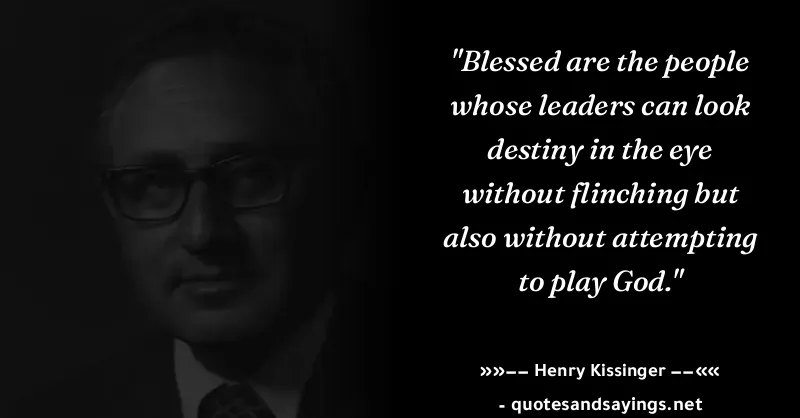 "Blessed are the people
whose leaders can look
destiny in the eye
without flinching but
also without attempting
to play God."
»»–– Henry Kissinger ––««
- quotesandsayings.net